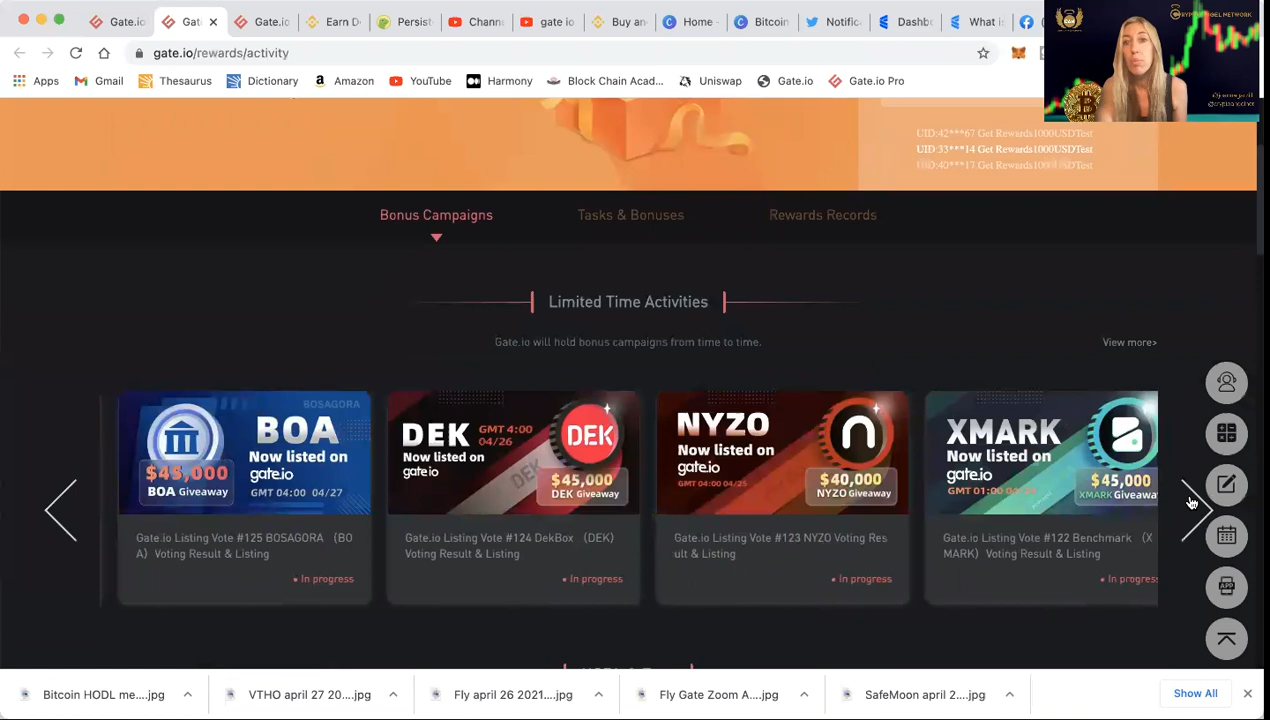 Gate.io
Gat
Gate.io
Earn D
Persist
Chann
gate io
Buy an
Home -
Bitcoin
Notific
Dashb
What is
gate.io/rewards/activity
Apps
Gmail
Thesaurus
Dictionary
Amazon
YouTube
Harmony
Block Chain Acad...
Uniswap
Gate.io
Gate.io Pro
UID:42***67 Get Rewards1000USDTest
UID:33***14 Get Rewards1000USDTest
Bonus Campaigns
Tasks & Bonuses
Rewards Records
Limited Time Activities
Gate.io will hold bonus campaigns from time to time.
View more>
BOSAGORA
BOA
Now listed on
gate.io
$45,000
BOA Giveaway
GMT 04:00 04/27
Gate.io Listing Vote #125 BOSAGORA (BO
A) Voting Result & Listing
• In progress
DEK
GMT 4:00
04/26
Now listed on
gate.io
DEK
DEK
$45,000
DEK Giveaway
Gate.io Listing Vote #124 DekBox (DEK)
Voting Result & Listing
• In progress
NYZO
Now listed on
gate.io
GMT 04:00 04/25
$40,000
NYZO Giveaway
Gate.io Listing Vote #123 NYZO Voting Res
ult & Listing
• In progress
XMARK
Now listed on
gate.io
GMT 01:00 04/24
$45,000
XMARK Giveawa
Gate.io Listing Vote #122 Benchmark (X
MARK) Voting Result & Listing
• In progress
APP
Bitcoin HODL me....jpg
VTHO april 27 20....jpg
Fly april 26 2021....jpg
Fly Gate Zoom A....jpg
SafeMoon april 2....jpg
Show All